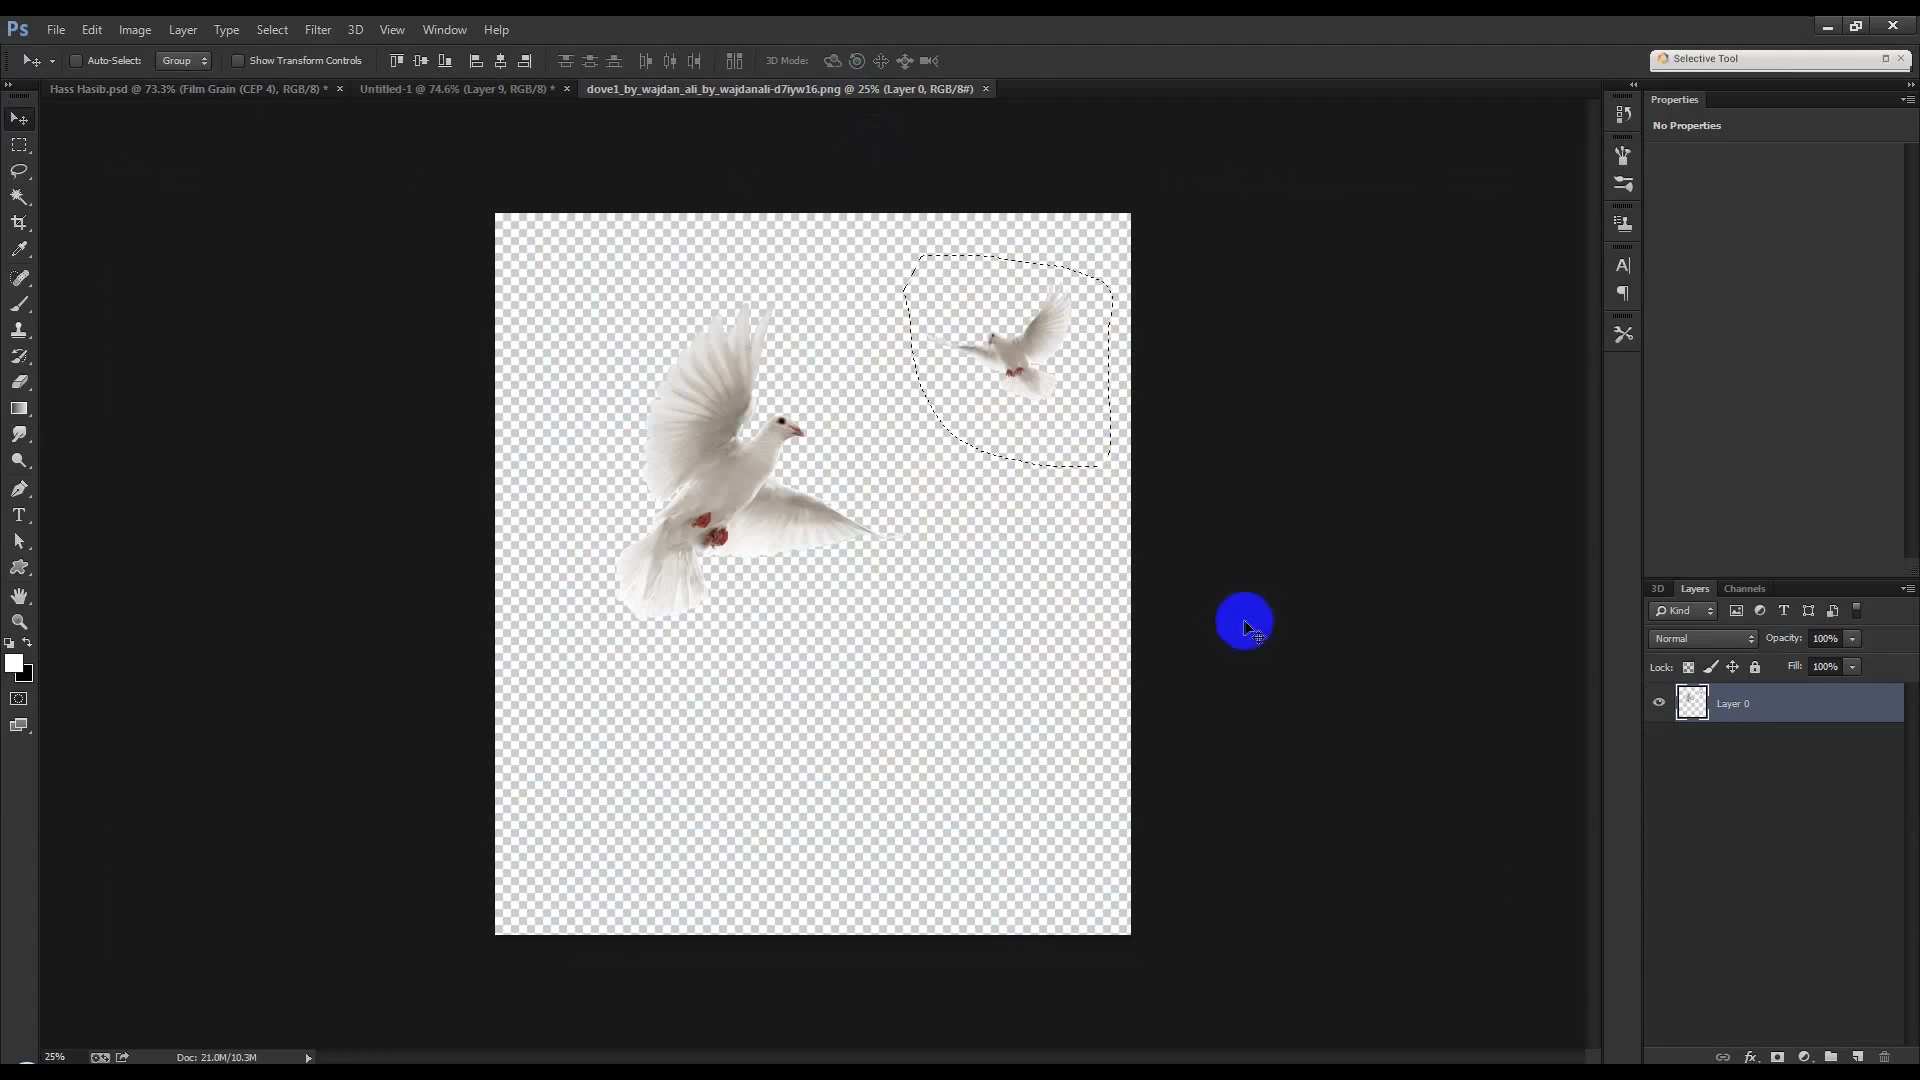 Ps File Edit Image Layer Type Select Filter 3D View Window Help
Auto-Select: Group Show Transform Controls 3D Mode: Selective Tool
Hass Hasib.psd @ 73.3% (Film Grain (CEP 4), RGB/8) * Untitled-1 @ 74.6% (Layer 9, RGB/8) * dove1_by_wajdan_ali_by_wajdanali-d7iyw16.png @ 25% (Layer 0, RGB/8#)
Properties
No Properties
3D Layers Channels
Kind
Normal Opacity: 100%
Lock: Fill: 100%
Layer 0
25% Doc: 21.0M/10.3M